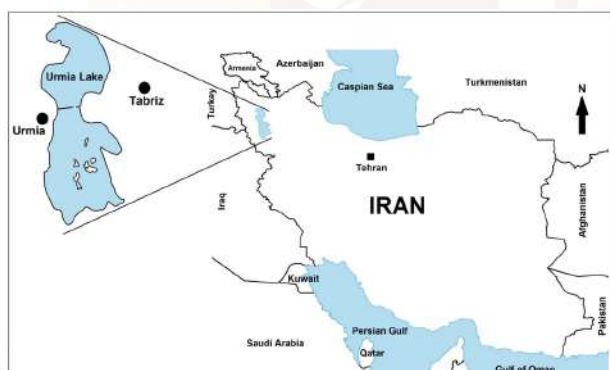 Urmia Lake
Tabriz
Urmia
Armenia
Azerbaijan
Caspian Sea
Turkmenistan
Turkey
N
Tehran
IRAN
Iraq
Afghanistan
Kuwait
Pakistan
Persian Gulf
Saudi Arabia
Qatar
Gulf of Oman